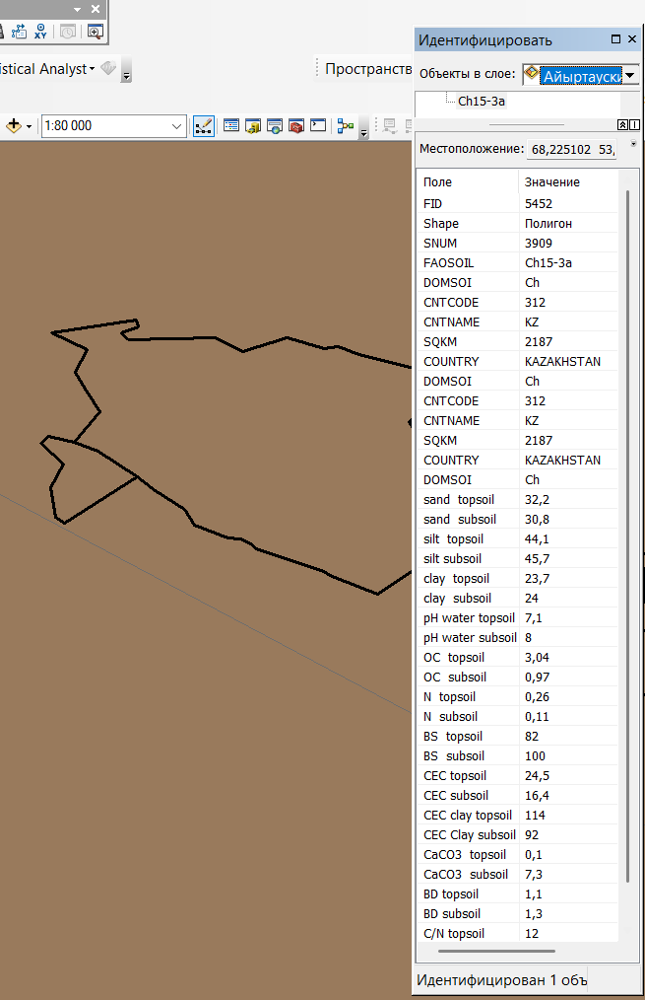 XY
istical Analyst
Пространств
1:80 000
Идентифицировать
Объекты в слое:
Айыртауски
Ch15-3a
Местоположение:
68,225102 53,
Поле Значение
FID 5452
Shape Полигон
SNUM 3909
FAOSOIL Ch15-3a
DOMSOI Ch
CNTCODE 312
CNTNAME KZ
SQKM 2187
COUNTRY KAZAKHSTAN
DOMSOI Ch
CNTCODE 312
CNTNAME KZ
SQKM 2187
COUNTRY KAZAKHSTAN
DOMSOI Ch
sand topsoil 32,2
sand subsoil 30,8
silt topsoil 44,1
silt subsoil 45,7
clay topsoil 23,7
clay subsoil 24
pH water topsoil 7,1
pH water subsoil 8
OC topsoil 3,04
OC subsoil 0,97
N topsoil 0,26
N subsoil 0,11
BS topsoil 82
BS subsoil 100
CEC topsoil 24,5
CEC subsoil 16,4
CEC clay topsoil 114
CEC Clay subsoil 92
CaCO3 topsoil 0,1
CaCO3 subsoil 7,3
BD topsoil 1,1
BD subsoil 1,3
C/N topsoil 12
Идентифицирован 1 объ